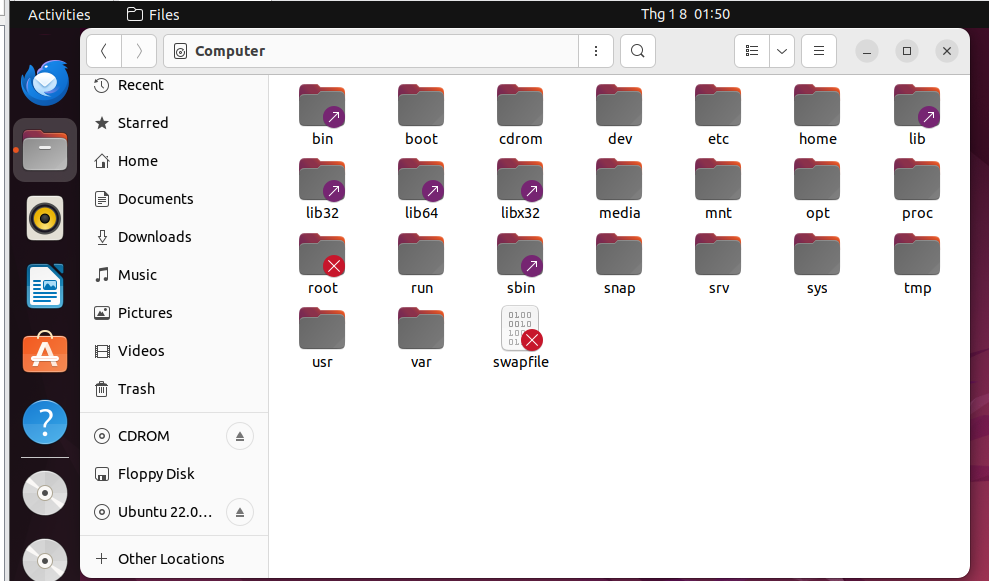 Activities Files Thg 1 8 01:50
Computer
Recent
Starred
Home
Documents
Downloads
Music
Pictures
Videos
Trash
CDROM
Floppy Disk
Ubuntu 22.0...
Other Locations
bin boot cdrom dev etc home lib
lib32 lib64 libx32 media mnt opt proc
root run sbin snap srv sys tmp
usr var swapfile